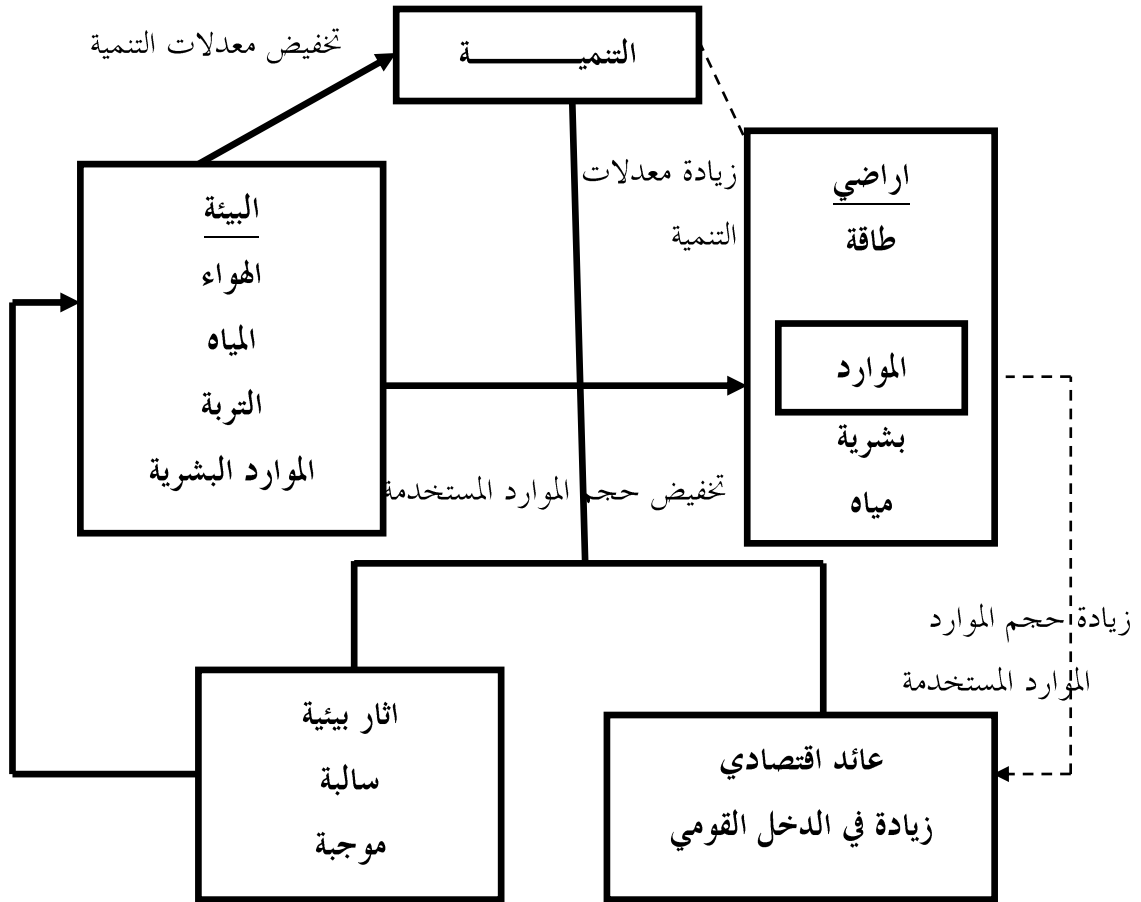 تخفيض معدلات التنمية
التنميـــــــــــة
زيادة معدلات
التنمية
اراضي
طاقة
الموارد
بشرية
مياه
البيئة
الهواء
المياه
التربة
الموارد البشرية
تخفيض حجم الموارد المستخدمة
زيادة حجم الموارد
الموارد المستخدمة
اثار بيئية
سالبة
موجبة
عائد اقتصادي
زيادة في الدخل القومي